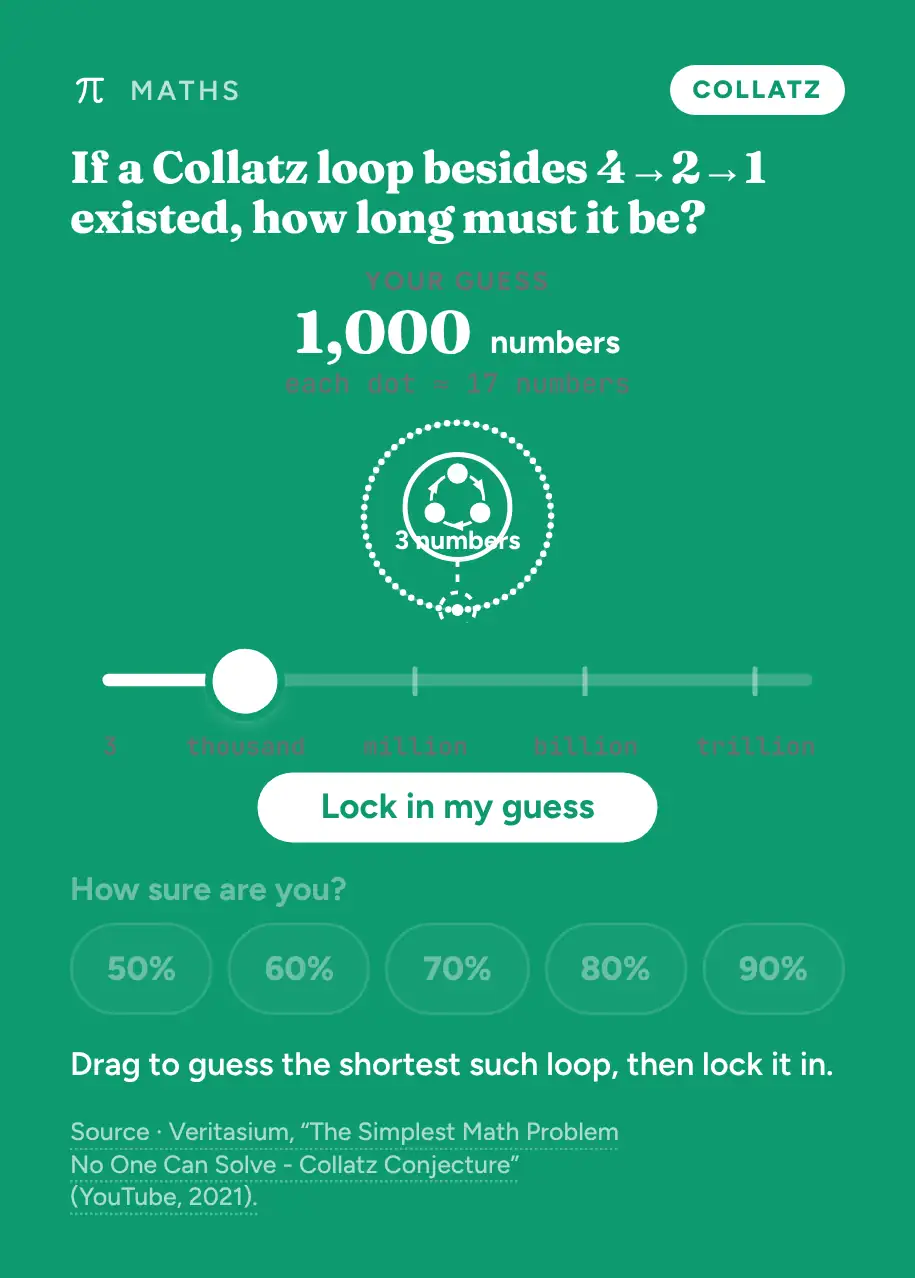 π MATHS
COLLATZ
If a Collatz loop besides 4→2→1
existed, how long must it be?
YOUR GUESS
1,000 numbers
each dot = 17 numbers
3 numbers
3 thousand million billion trillion
Lock in my guess
How sure are you?
50% 60% 70% 80% 90%
Drag to guess the shortest such loop, then lock it in.
Source · Veritasium, “The Simplest Math Problem
No One Can Solve - Collatz Conjecture”
(YouTube, 2021).